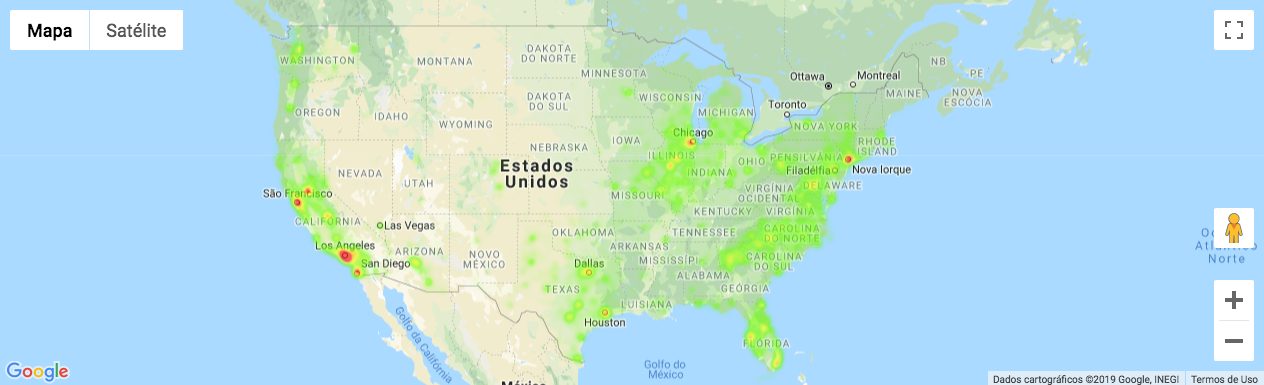 Mapa
Satélite
WASHINGTON
MONTANA
DAKOTA
DO NORTE
MINNESOTA
Ottawa
Montreal
NB
PE
NOVA
ESCÓCIA
MAINE
OREGON
IDAHO
WYOMING
DAKOTA
DO SUL
WISCONSIN
MICHIGAN
Toronto
NOVA YORK
RHODE
ISLAND
NEBRASKA
IOWA
Chicago
ILLINOIS
INDIANA
OHIO
PENSILVÂNIA
Filadélfia
Nova Iorque
DELAWARE
NEVADA
UTAH
Estados
Unidos
MISSOURI
VIRGÍNIA
OCIDENTAL
VIRGÍNIA
KENTUCKY
São Francisco
CALIFÓRNIA
Las Vegas
Los Angeles
San Diego
ARIZONA
NOVO
MÉXICO
OKLAHOMA
ARKANSAS
TENNESSEE
CAROLINA
DO NORTE
CAROLINA
DO SUL
MISSISSÍPI
ALABAMA
GEÓRGIA
Dallas
TEXAS
LUISIANA
Houston
FLÓRIDA
Golfo da Califórnia
Golfo do
México
México
Atlântico
Norte
Google
Dados cartográficos ©2019 Google, INEGI
Termos de Uso